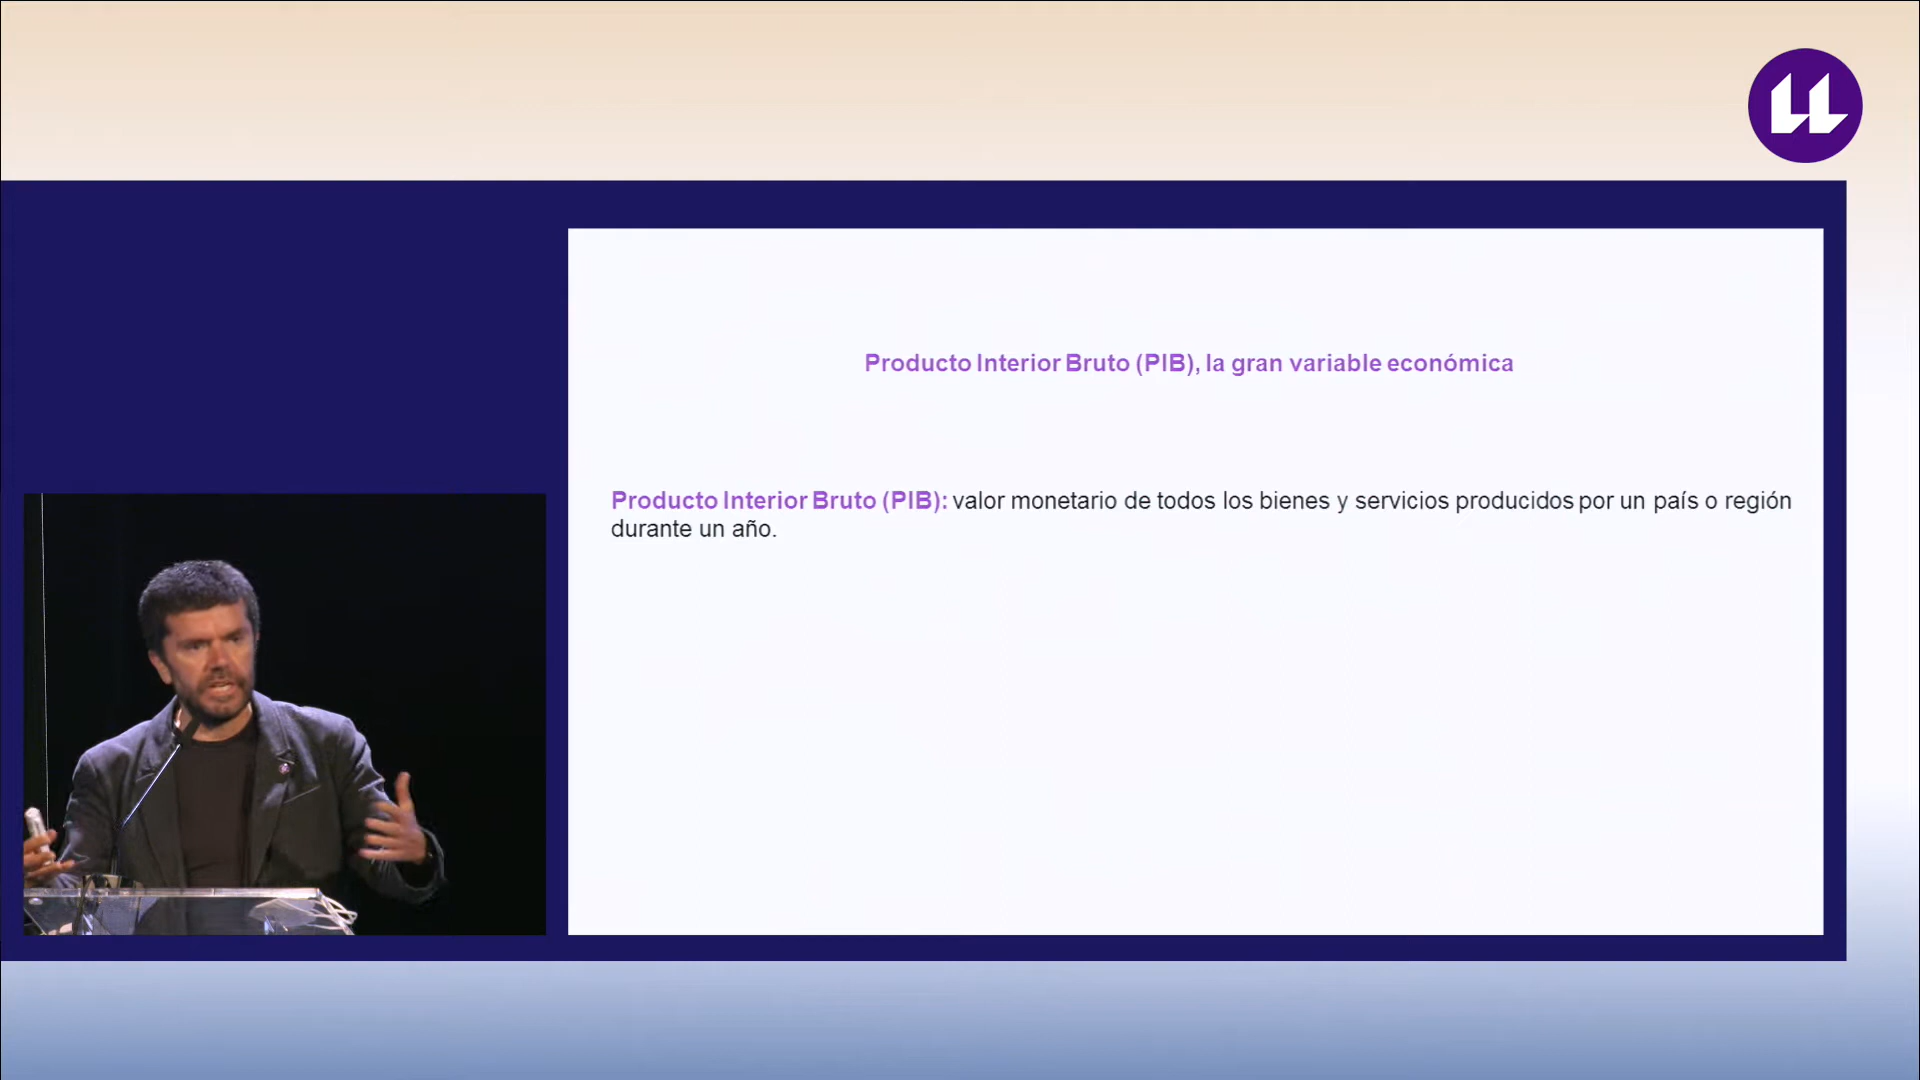 Producto Interior Bruto (PIB), la gran variable económica
Producto Interior Bruto (PIB): valor monetario de todos los bienes y servicios producidos por un país o región
durante un año.